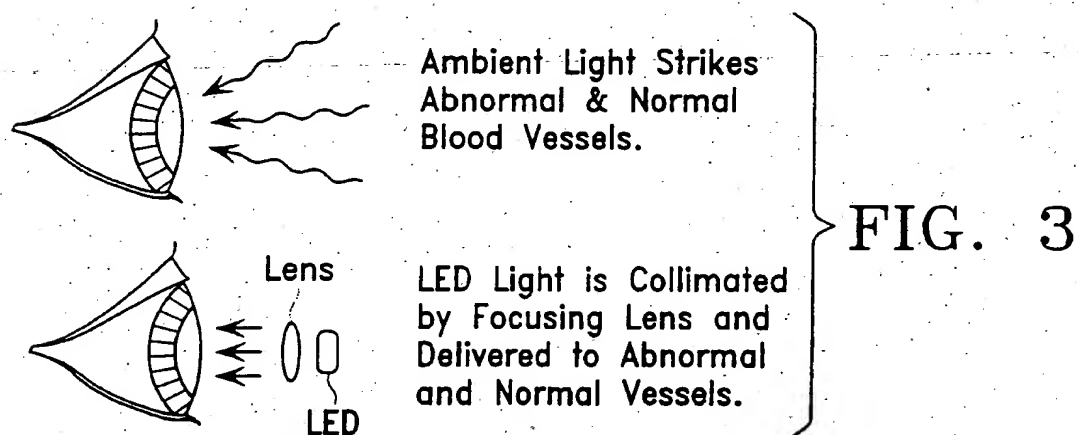 Ambient Light Strikes
Abnormal & Normal
Blood Vessels.
FIG. 3
Lens
LED Light is Collimated
by Focusing Lens and
Delivered to Abnormal
and Normal Vessels.
LED